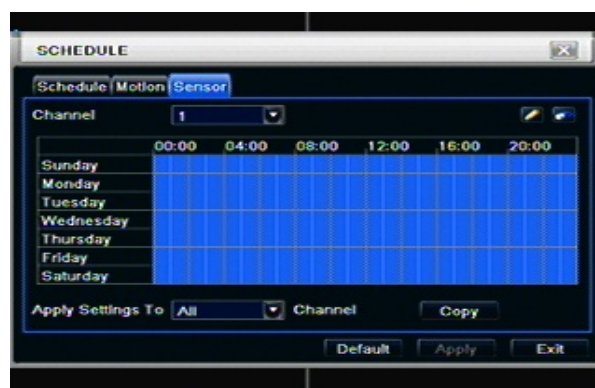 SCHEDULE
Schedule Motion Sensor
Channel 1
00:00 04:00 08:00 12:00 16:00 20:00
Sunday
Monday
Tuesday
Wednesday
Thursday
Friday
Saturday
Apply Settings To All Channel Copy
Default Apply Exit